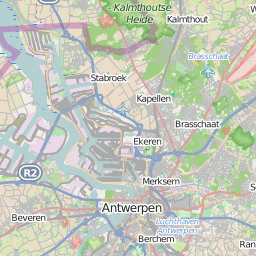 Kalmthoutse
Heide
Kalmthout
Brasschaat
Stabroek
Kapellen
Brasschaat
Ekeren
R2
Merksem
Antwerpen
Beveren
Luchthaven
Antwerpen
Berchem
Ran